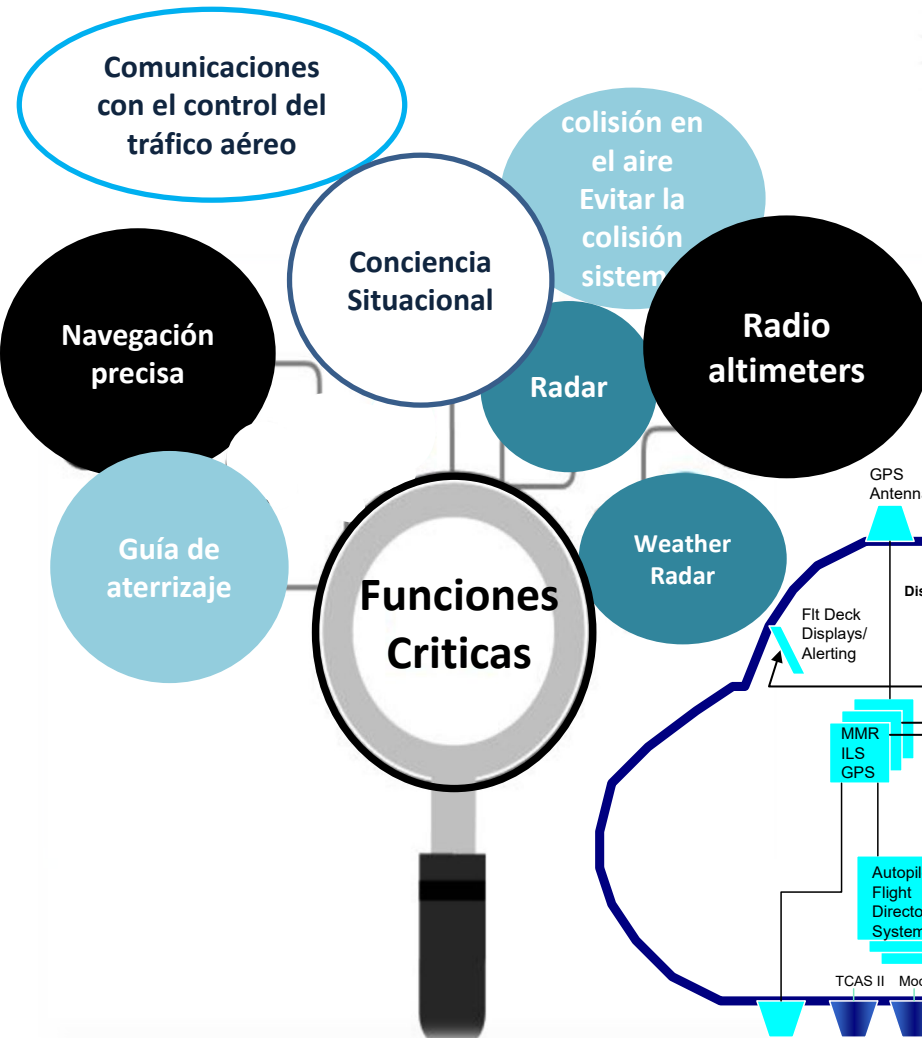 Comunicaciones
con el control del
tráfico aéreo
colisión en
el aire
Evitar la
colisión
Conciencia
Situacional
Navegación
precisa
Radio
altimeters
Radar
Guía de
aterrizaje
Weather
Radar
Funciones
Criticas
GPS
Flt Deck
Displays/
Alerting
MMR
ILS
GPS
Flight
TCAS II